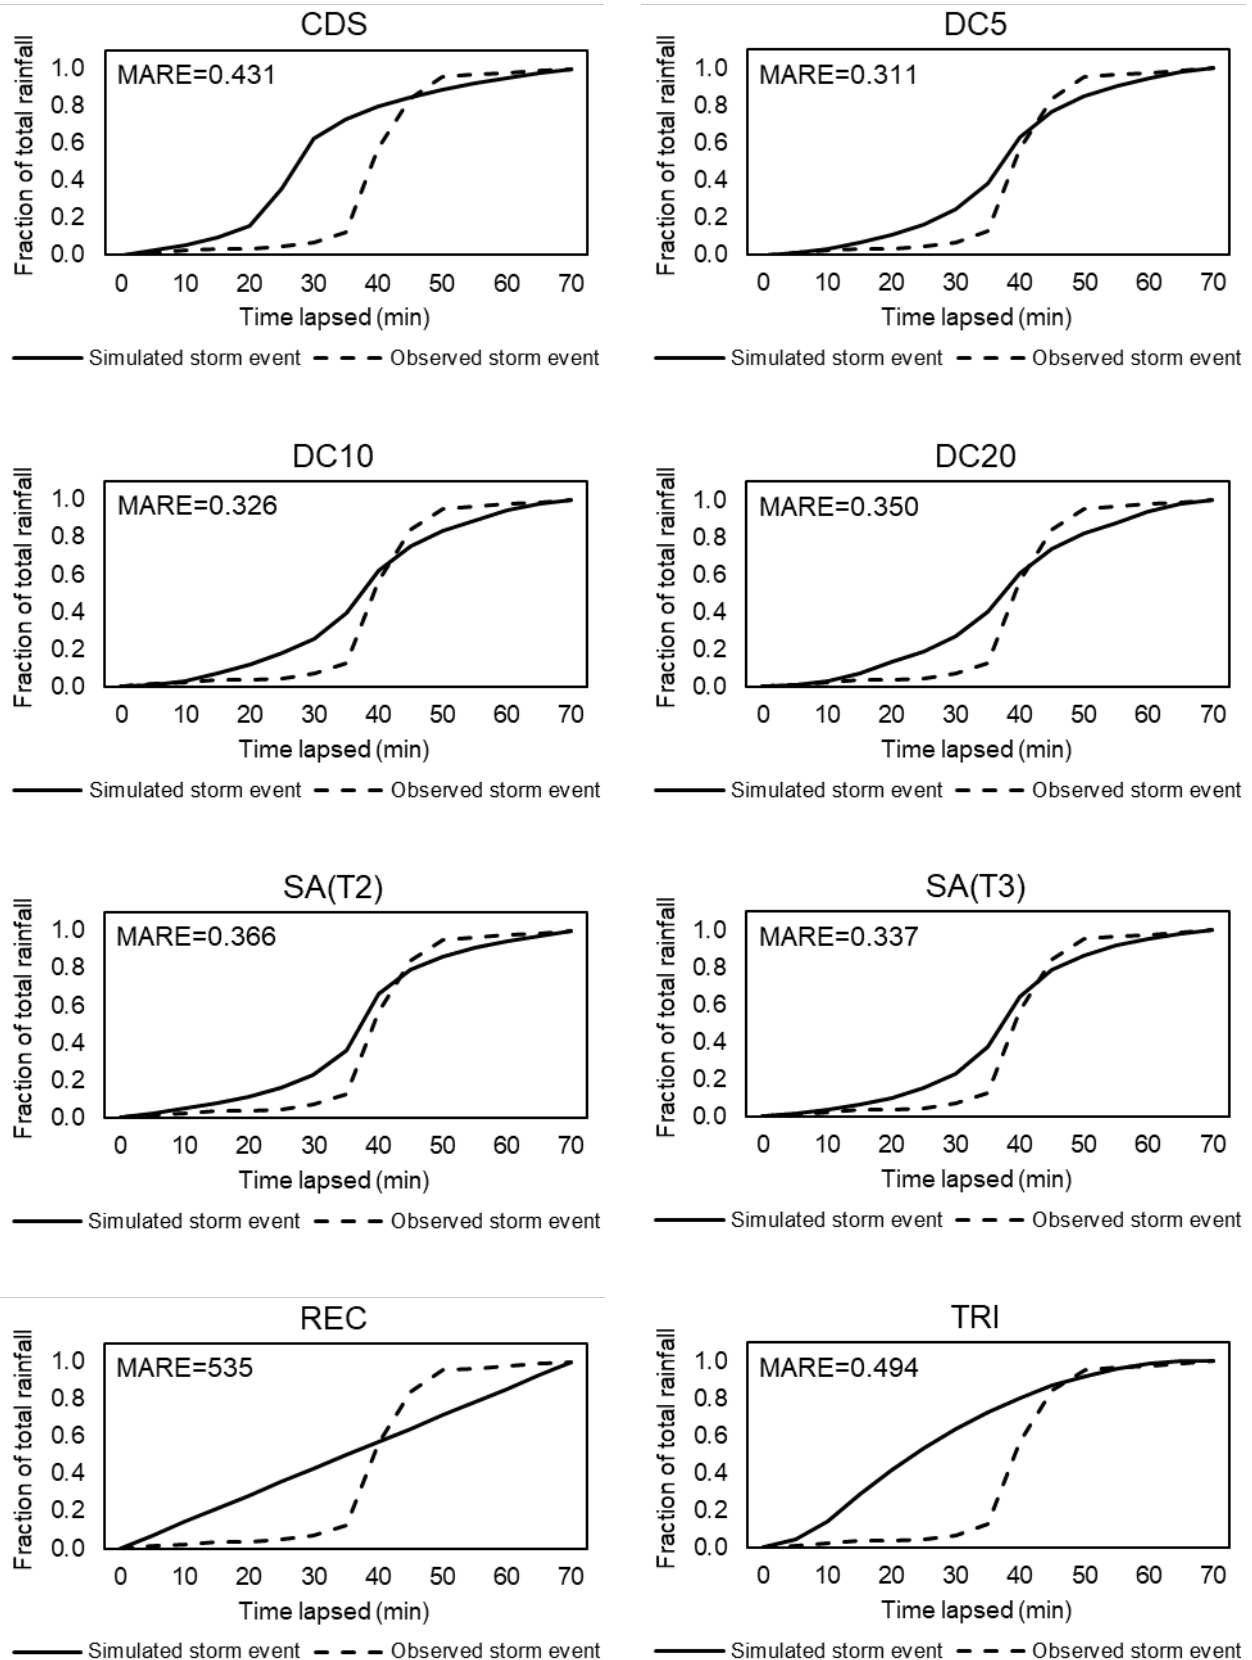 CDS
Fraction of total rainfall
MARE=0.431
1.0
0.8
0.6
0.4
0.2
0.0
0 10 20 30 40 50 60 70
Time lapsed (min)
Simulated storm event Observed storm event
DC5
Fraction of total rainfall
MARE=0.311
1.0
0.8
0.6
0.4
0.2
0.0
0 10 20 30 40 50 60 70
Time lapsed (min)
Simulated storm event Observed storm event
DC10
Fraction of total rainfall
MARE=0.326
1.0
0.8
0.6
0.4
0.2
0.0
0 10 20 30 40 50 60 70
Time lapsed (min)
Simulated storm event Observed storm event
DC20
Fraction of total rainfall
MARE=0.350
1.0
0.8
0.6
0.4
0.2
0.0
0 10 20 30 40 50 60 70
Time lapsed (min)
Simulated storm event Observed storm event
SA(T2)
Fraction of total rainfall
MARE=0.366
1.0
0.8
0.6
0.4
0.2
0.0
0 10 20 30 40 50 60 70
Time lapsed (min)
Simulated storm event Observed storm event
SA(T3)
Fraction of total rainfall
MARE=0.337
1.0
0.8
0.6
0.4
0.2
0.0
0 10 20 30 40 50 60 70
Time lapsed (min)
Simulated storm event Observed storm event
REC
Fraction of total rainfall
MARE=535
1.0
0.8
0.6
0.4
0.2
0.0
0 10 20 30 40 50 60 70
Time lapsed (min)
Simulated storm event Observed storm event
TRI
Fraction of total rainfall
MARE=0.494
1.0
0.8
0.6
0.4
0.2
0.0
0 10 20 30 40 50 60 70
Time lapsed (min)
Simulated storm event Observed storm event